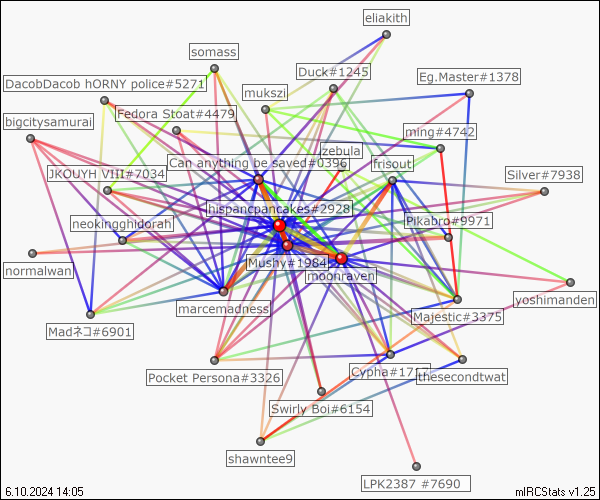 eliakith
somass
Duck#1245
Eg.Master#1378
DacobDacob hORNY police#5271
mukszi
Fedora Stoat#4479
bigcitysamurai
ming#4742
zebula
Can anything be saved#0396
frisout
JKOUYH VIII#7034
Silver#7938
hispancpancakes#2928
neokingghidorah
Pikabro#9971
Mushy#1984
normalwan
moonraven
yoshimanden
marcemadness
Majestic#3375
Madネコ#6901
Pocket Persona#3326
Cypha#1717
thesecondtwat
Swirly Boi#6154
shawntee9
LPK2387 #7690
6.10.2024 14:05
mIRCStats v1.25